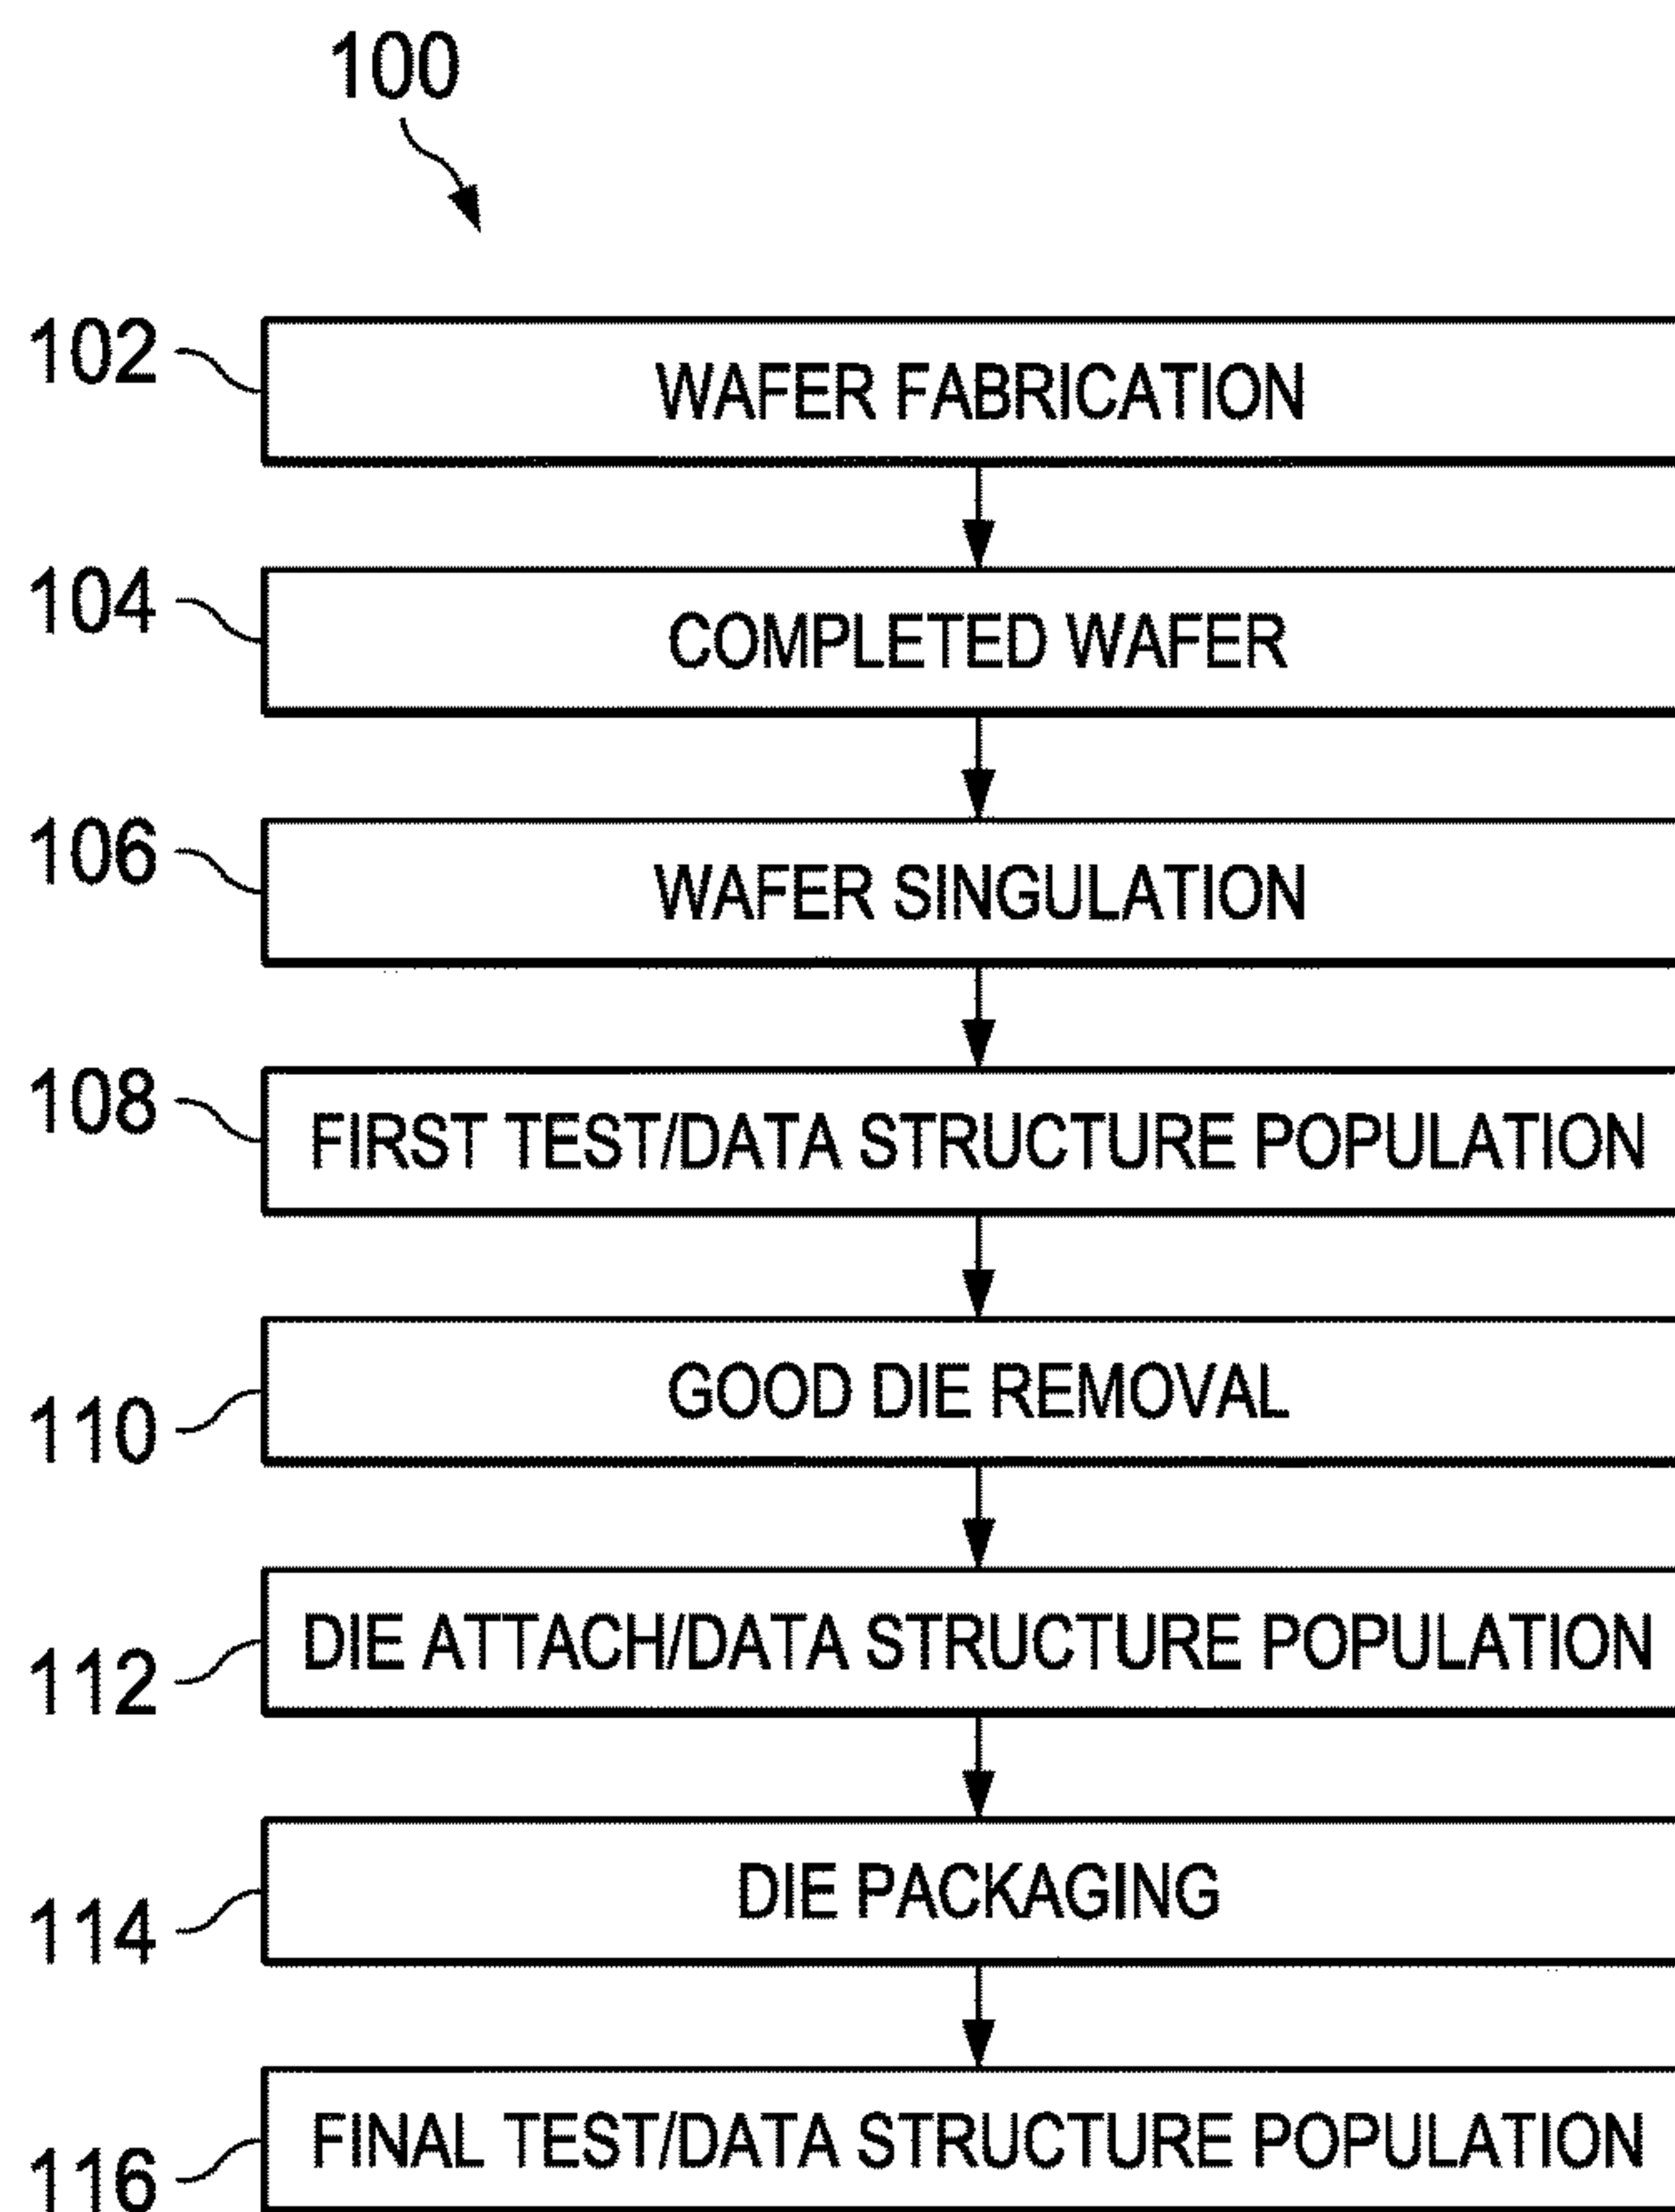 100
102
WAFER FABRICATION
104
COMPLETED WAFER
106
WAFER SINGULATION
108
FIRST TEST/DATA STRUCTURE POPULATION
110
GOOD DIE REMOVAL
112
DIE ATTACH/DATA STRUCTURE POPULATION
114
DIE PACKAGING
116
FINAL TEST/DATA STRUCTURE POPULATION